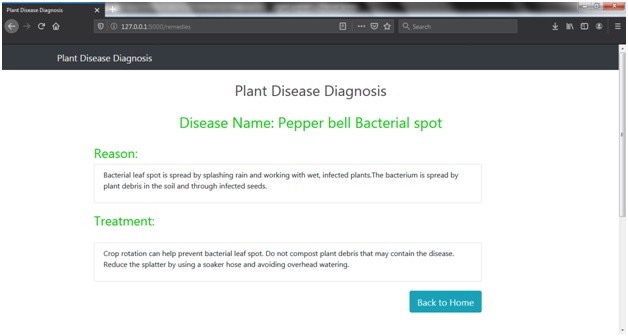 Plant Disease Diagnosis
127.0.0.1:5000/remedies
Search
Plant Disease Diagnosis
Plant Disease Diagnosis
Disease Name: Pepper bell Bacterial spot
Reason:
Bacterial leaf spot is spread by splashing rain and working with wet, infected plants.The bacterium is spread by
plant debris in the soil and through infected seeds.
Treatment:
Crop rotation can help prevent bacterial leaf spot. Do not compost plant debris that may contain the disease.
Reduce the splatter by using a soaker hose and avoiding overhead watering.
Back to Home